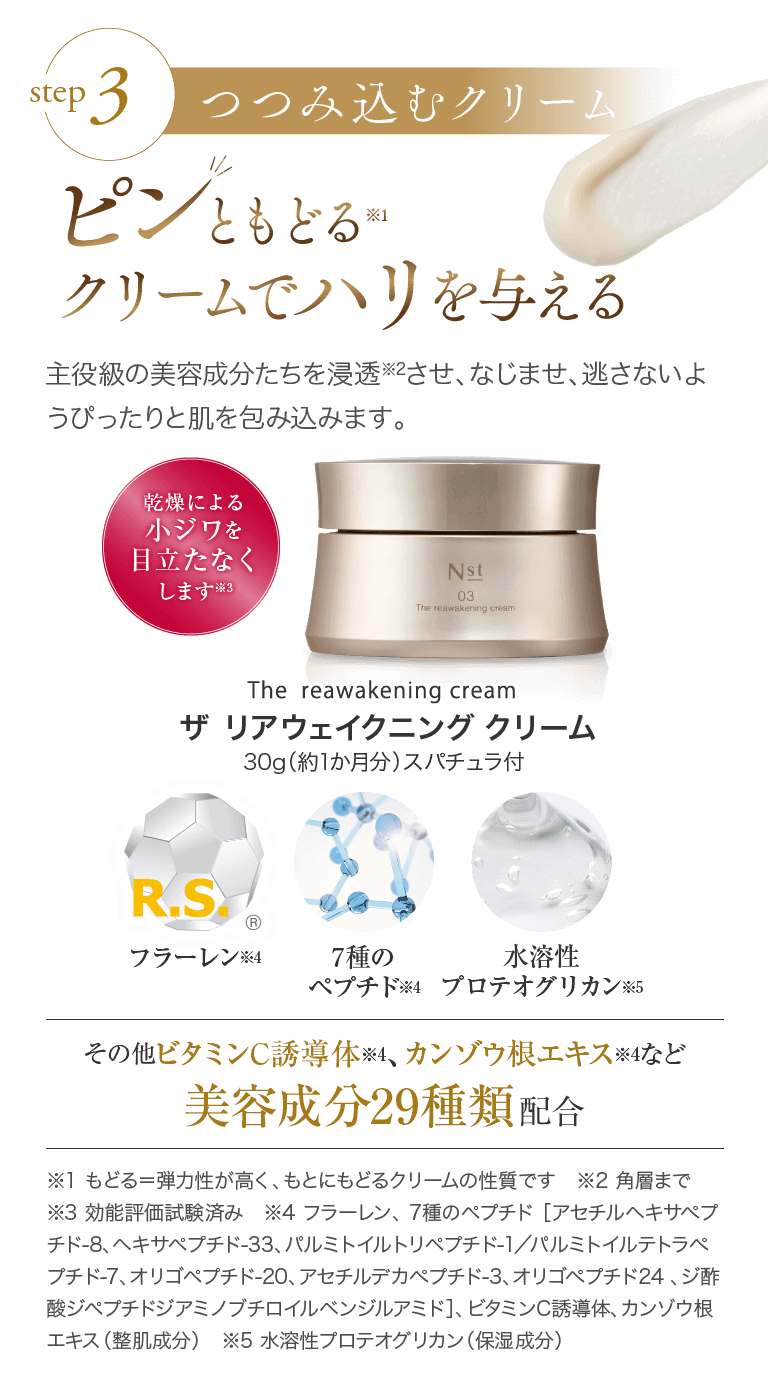 step 3
つつみ込むクリーム
ピンともどる※1
クリームでハリを与える
主役級の美容成分たちを浸透※2させ、なじませ、逃さないよ
うぴったりと肌を包み込みます。
乾燥による
小ジワを
目立たなく
します※3
Nst
03
The reawakening cream
The reawakening cream
ザ リアウェイクニング クリーム
30g(約1か月分)スパチュラ付
R.S.®
フラーレン※4
7種の
ペプチド※4
水溶性
プロテオグリカン※5
その他ビタミンC誘導体※4、カンゾウ根エキス※4など
美容成分29種類配合
※1 もどる＝弾力性が高く、もとにもどるクリームの性質です ※2 角層まで
※3 効能評価試験済み ※4 フラーレン、7種のペプチド［アセチルヘキサペプ
チド-8、ヘキサペプチド-33、パルミトイルトリペプチド-1／パルミトイルテトラペ
プチド-7、オリゴペプチド-20、アセチルデカペプチド-3、オリゴペプチド24 、ジ酢
酸ジペプチドジアミノブチロイルベンジルアミド］、ビタミンC誘導体、カンゾウ根
エキス（整肌成分） ※5 水溶性プロテオグリカン（保湿成分）